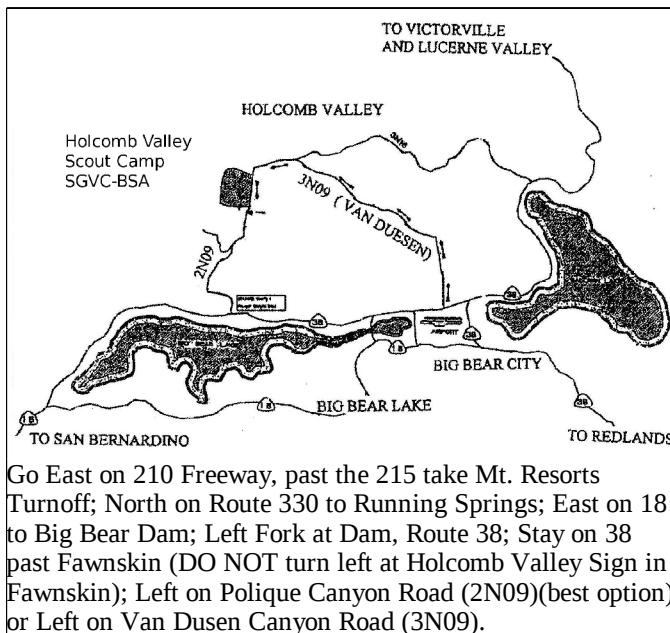 TO VICTORVILLE
AND LUCERNE VALLEY
HOLCOMB VALLEY
Holcomb Valley
Scout Camp
SGVC-BSA
3N09 ( VAN DUESEN)
2N09
38
38
AIRPORT
38
18
BIG BEAR CITY
BIG BEAR LAKE
18
38
18
TO SAN BERNARDINO
TO REDLANDS
Go East on 210 Freeway, past the 215 take Mt. Resorts
Turnoff; North on Route 330 to Running Springs; East on 18
to Big Bear Dam; Left Fork at Dam, Route 38; Stay on 38
past Fawnskin (DO NOT turn left at Holcomb Valley Sign in
Fawnskin); Left on Polique Canyon Road (2N09)(best option)
or Left on Van Dusen Canyon Road (3N09).